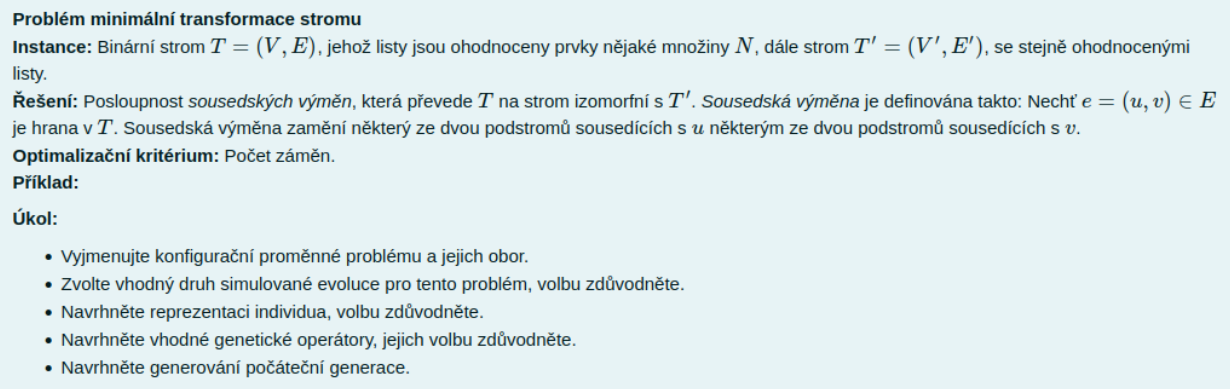 Problém minimální transformace stromu
Instance: Binární strom T = (V, E), jehož listy jsou ohodnoceny prvky nějaké množiny N, dále strom T′ = (V′, E′), se stejně ohodnocenými
listy.
Řešení: Posloupnost sousedských výměn, která převede T na strom izomorfní s T′. Sousedská výměna je definována takto: Nechť e = (u, v) ∈ E
je hrana v T. Sousedská výměna zamění některý ze dvou podstromů sousedících s u některým ze dvou podstromů sousedících s v.
Optimalizační kritérium: Počet záměn.
Příklad:
Úkol:
• Vyjmenujte konfigurační proměnné problému a jejich obor.
• Zvolte vhodný druh simulované evoluce pro tento problém, volbu zdůvodněte.
• Navrhněte reprezentaci individua, volbu zdůvodněte.
• Navrhněte vhodné genetické operátory, jejich volbu zdůvodněte.
• Navrhněte generování počáteční generace.